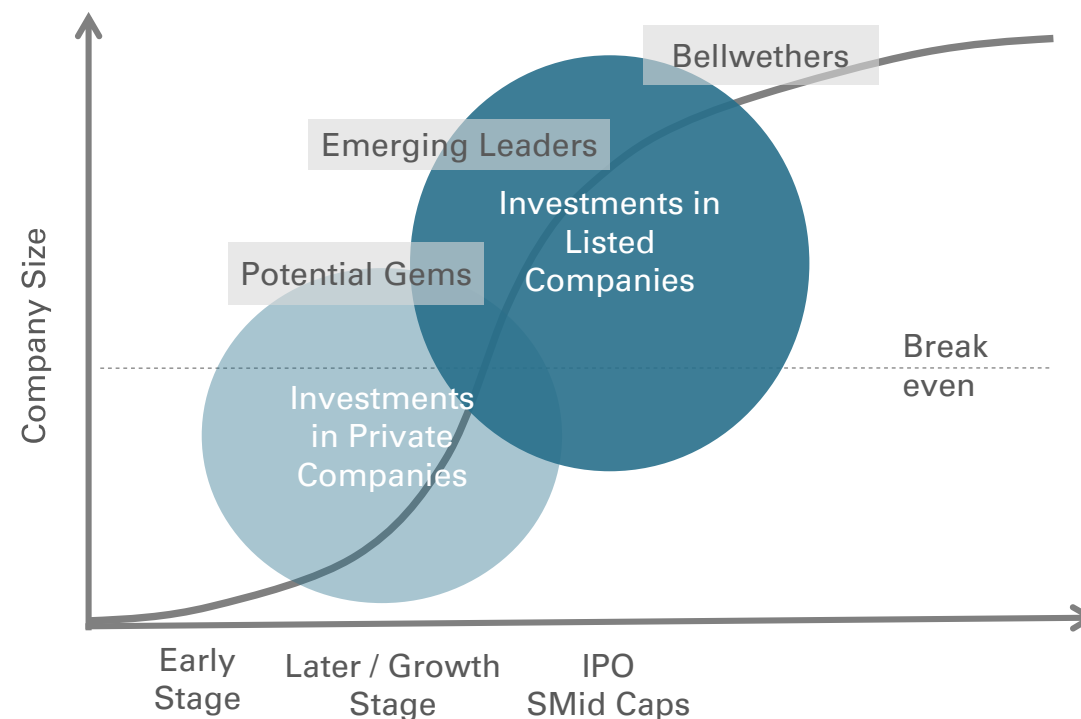 Bellwethers
Emerging Leaders
Investments in
Listed
Companies
Potential Gems
Company Size
Break
even
Investments
in Private
Companies
Early
Stage
Later / Growth
Stage
IPO
SMid Caps